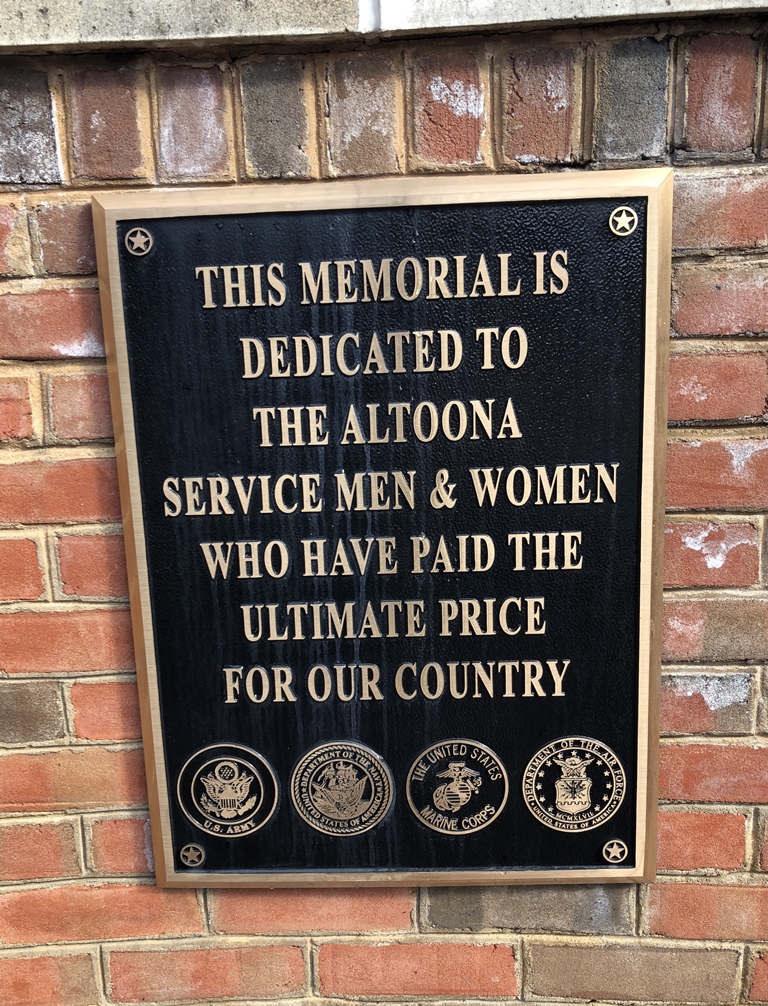 THIS MEMORIAL IS
DEDICATED TO
THE ALTOONA
SERVICE MEN & WOMEN
WHO HAVE PAID THE
ULTIMATE PRICE
FOR OUR COUNTRY
U.S. ARMY
DEPARTMENT OF THE NAVY
UNITED STATES OF AMERICA
THE UNITED STATES
MARINE CORPS
DEPARTMENT OF THE AIR FORCE
MCMXLVII
UNITED STATES OF AMERICA